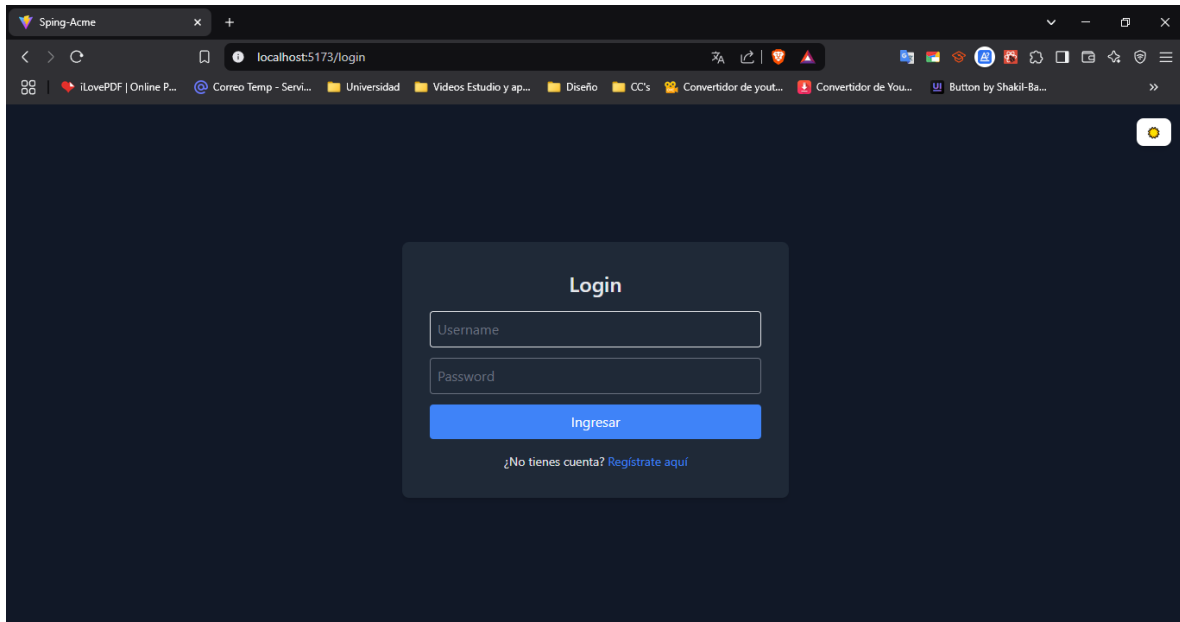 Sping-Acme
localhost:5173/login
iLovePDF | Online P... Correo Temp - Servi... Universidad Videos Estudio y ap... Diseño CC's Convertidor de yout... Convertidor de You... UI Button by Shakil-Ba...
Login
Username
Password
Ingresar
¿No tienes cuenta? Regístrate aquí